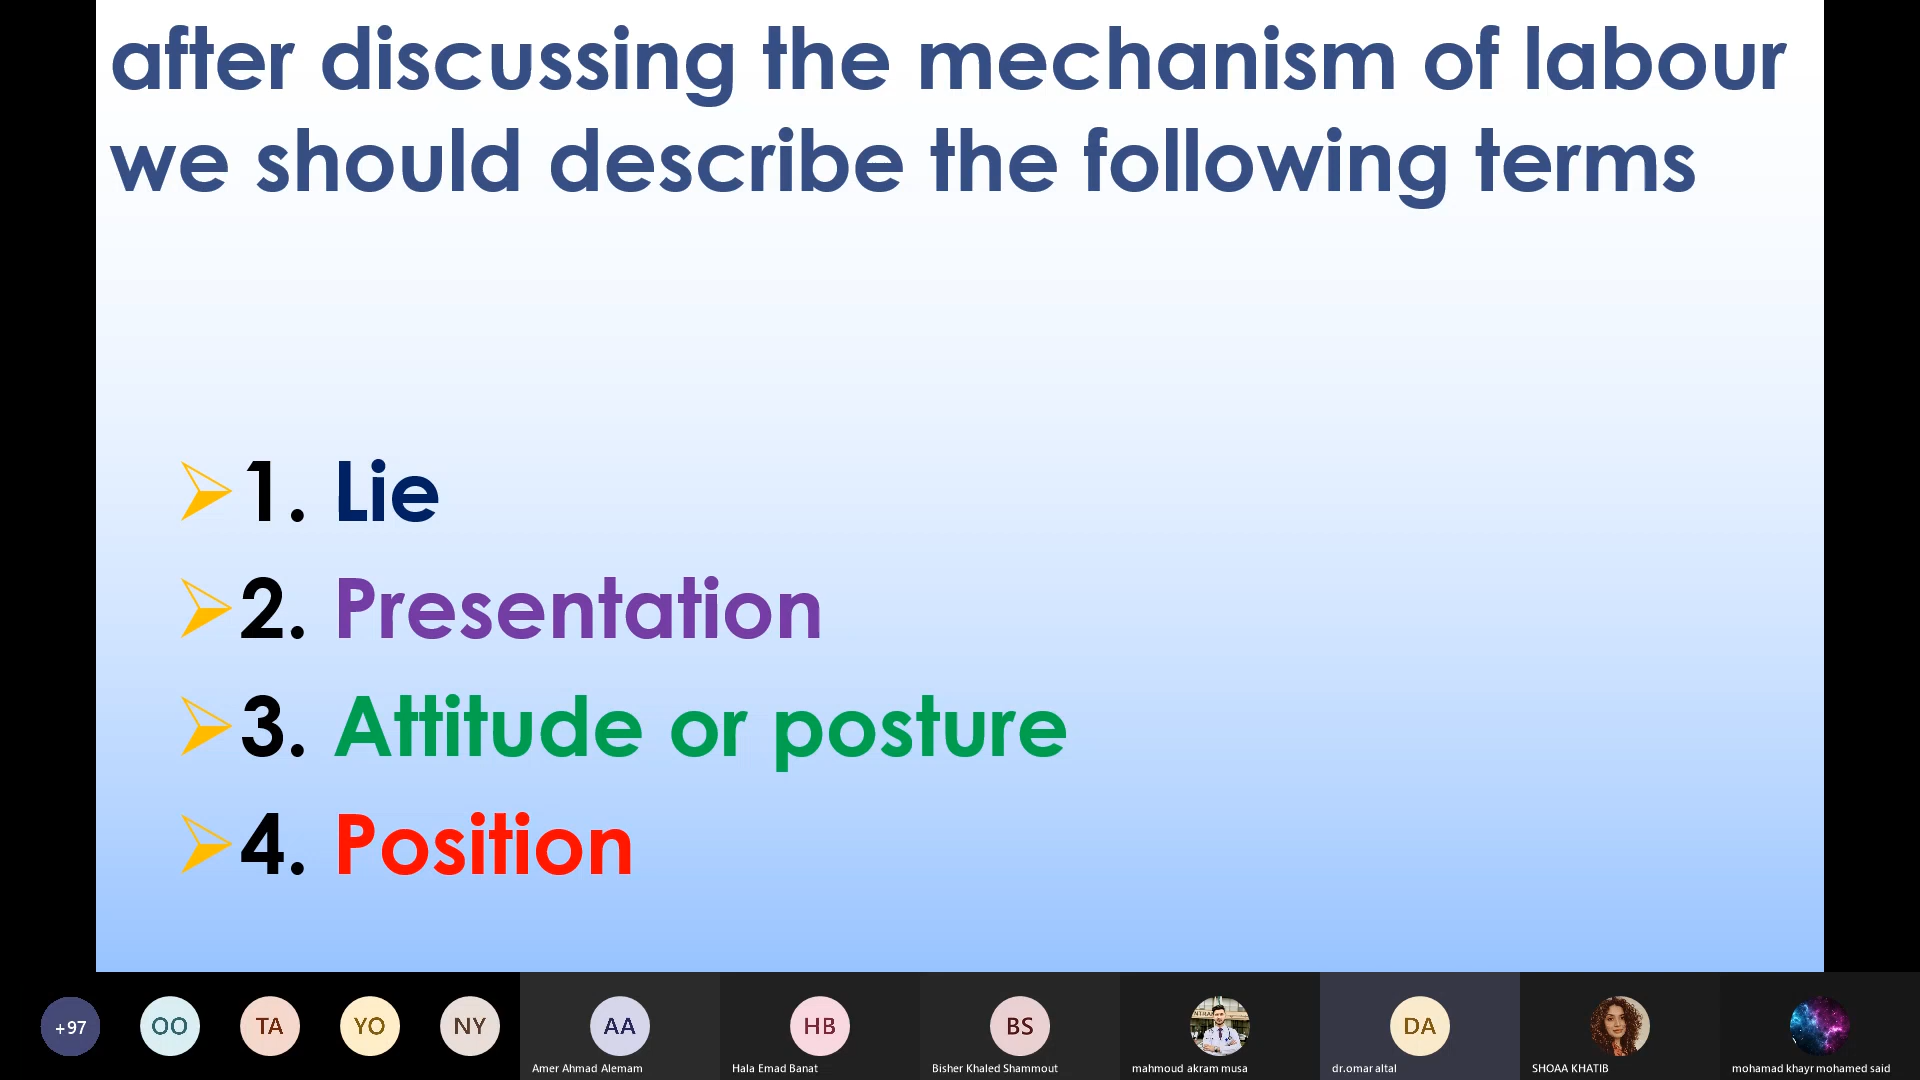 after discussing the mechanism of labour
we should describe the following terms
1. Lie
2. Presentation
3. Attitude or posture
4. Position
+97
OO
TA
YO
NY
AA
HB
BS
DA
Amer Ahmad Alemam
Hala Emad Banat
Bisher Khaled Shammout
mahmoud akram musa
dr.omar altal
SHOAA KHATIB
mohamad khayr mohamed said